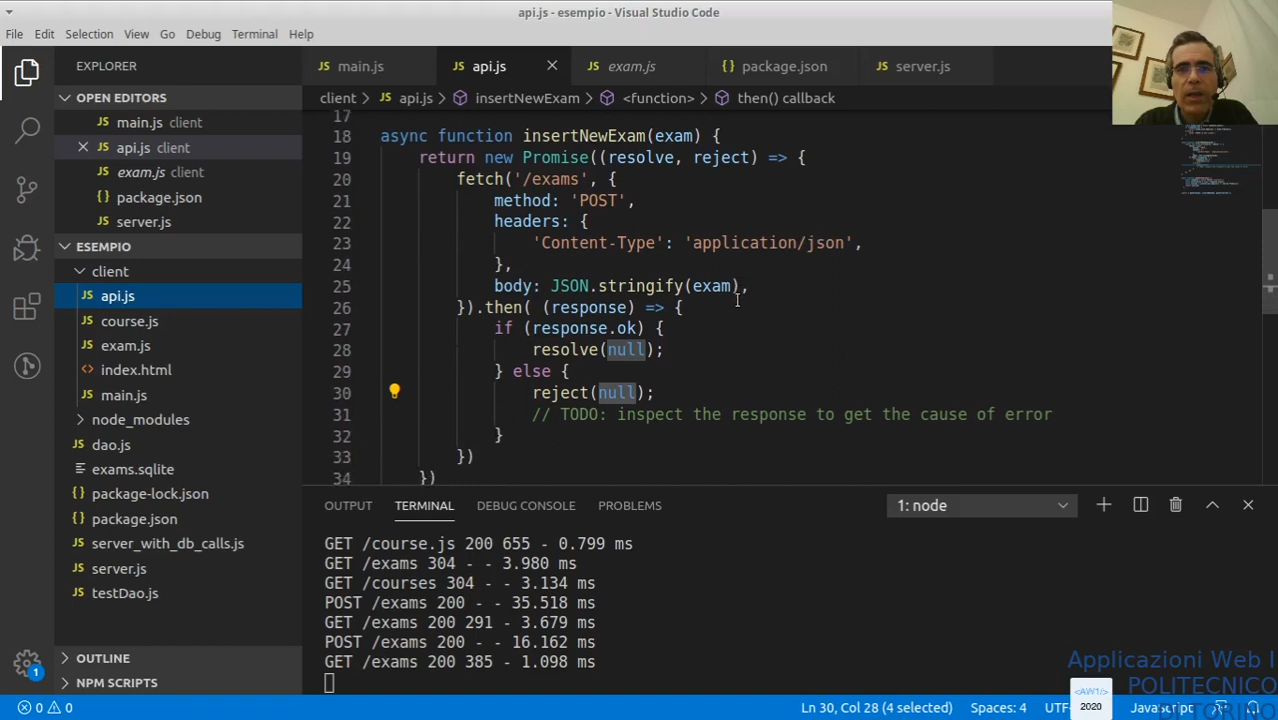 api.js - esempio - Visual Studio Code
File Edit Selection View Go Debug Terminal Help
EXPLORER
main.js api.js exam.js package.json server.js
OPEN EDITORS
client > api.js > insertNewExam > <function> > then() callback
main.js client
api.js client
exam.js client
package.json
server.js
ESEMPIO
client
api.js
course.js
exam.js
index.html
main.js
node_modules
dao.js
exams.sqlite
package-lock.json
package.json
server_with_db_calls.js
server.js
testDao.js
OUTLINE
NPM SCRIPTS
17
18 async function insertNewExam(exam) {
19 return new Promise((resolve, reject) => {
20 fetch('/exams', {
21 method: 'POST',
22 headers: {
23 'Content-Type': 'application/json',
24 },
25 body: JSON.stringify(exam),
26 }).then( (response) => {
27 if (response.ok) {
28 resolve(null);
29 } else {
30 reject(null);
31 // TODO: inspect the response to get the cause of error
32 }
33 })
34 })
OUTPUT TERMINAL DEBUG CONSOLE PROBLEMS 1: node
GET /course.js 200 655 - 0.799 ms
GET /exams 304 - - 3.980 ms
GET /courses 304 - - 3.134 ms
POST /exams 200 - - 35.518 ms
GET /exams 200 291 - 3.679 ms
POST /exams 200 - - 16.162 ms
GET /exams 200 385 - 1.098 ms
Applicazioni Web I
POLITECNICO
<AW1/>
2020
1
0 0 Ln 30, Col 28 (4 selected) Spaces: 4 Javascript